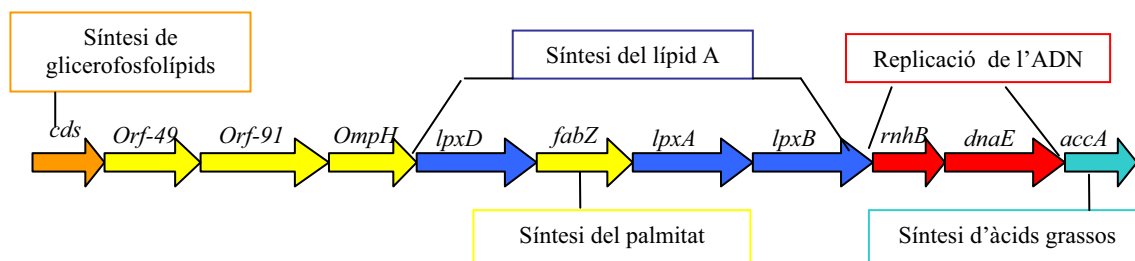 Síntesi de
glicerofosfolípids
Síntesi del lípid A
Replicació de l'ADN
cds Orf-49 Orf-91 OmpH lpxD fabZ lpxA lpxB rnhB dnaE accA
Síntesi del palmitat
Síntesi d'àcids grassos